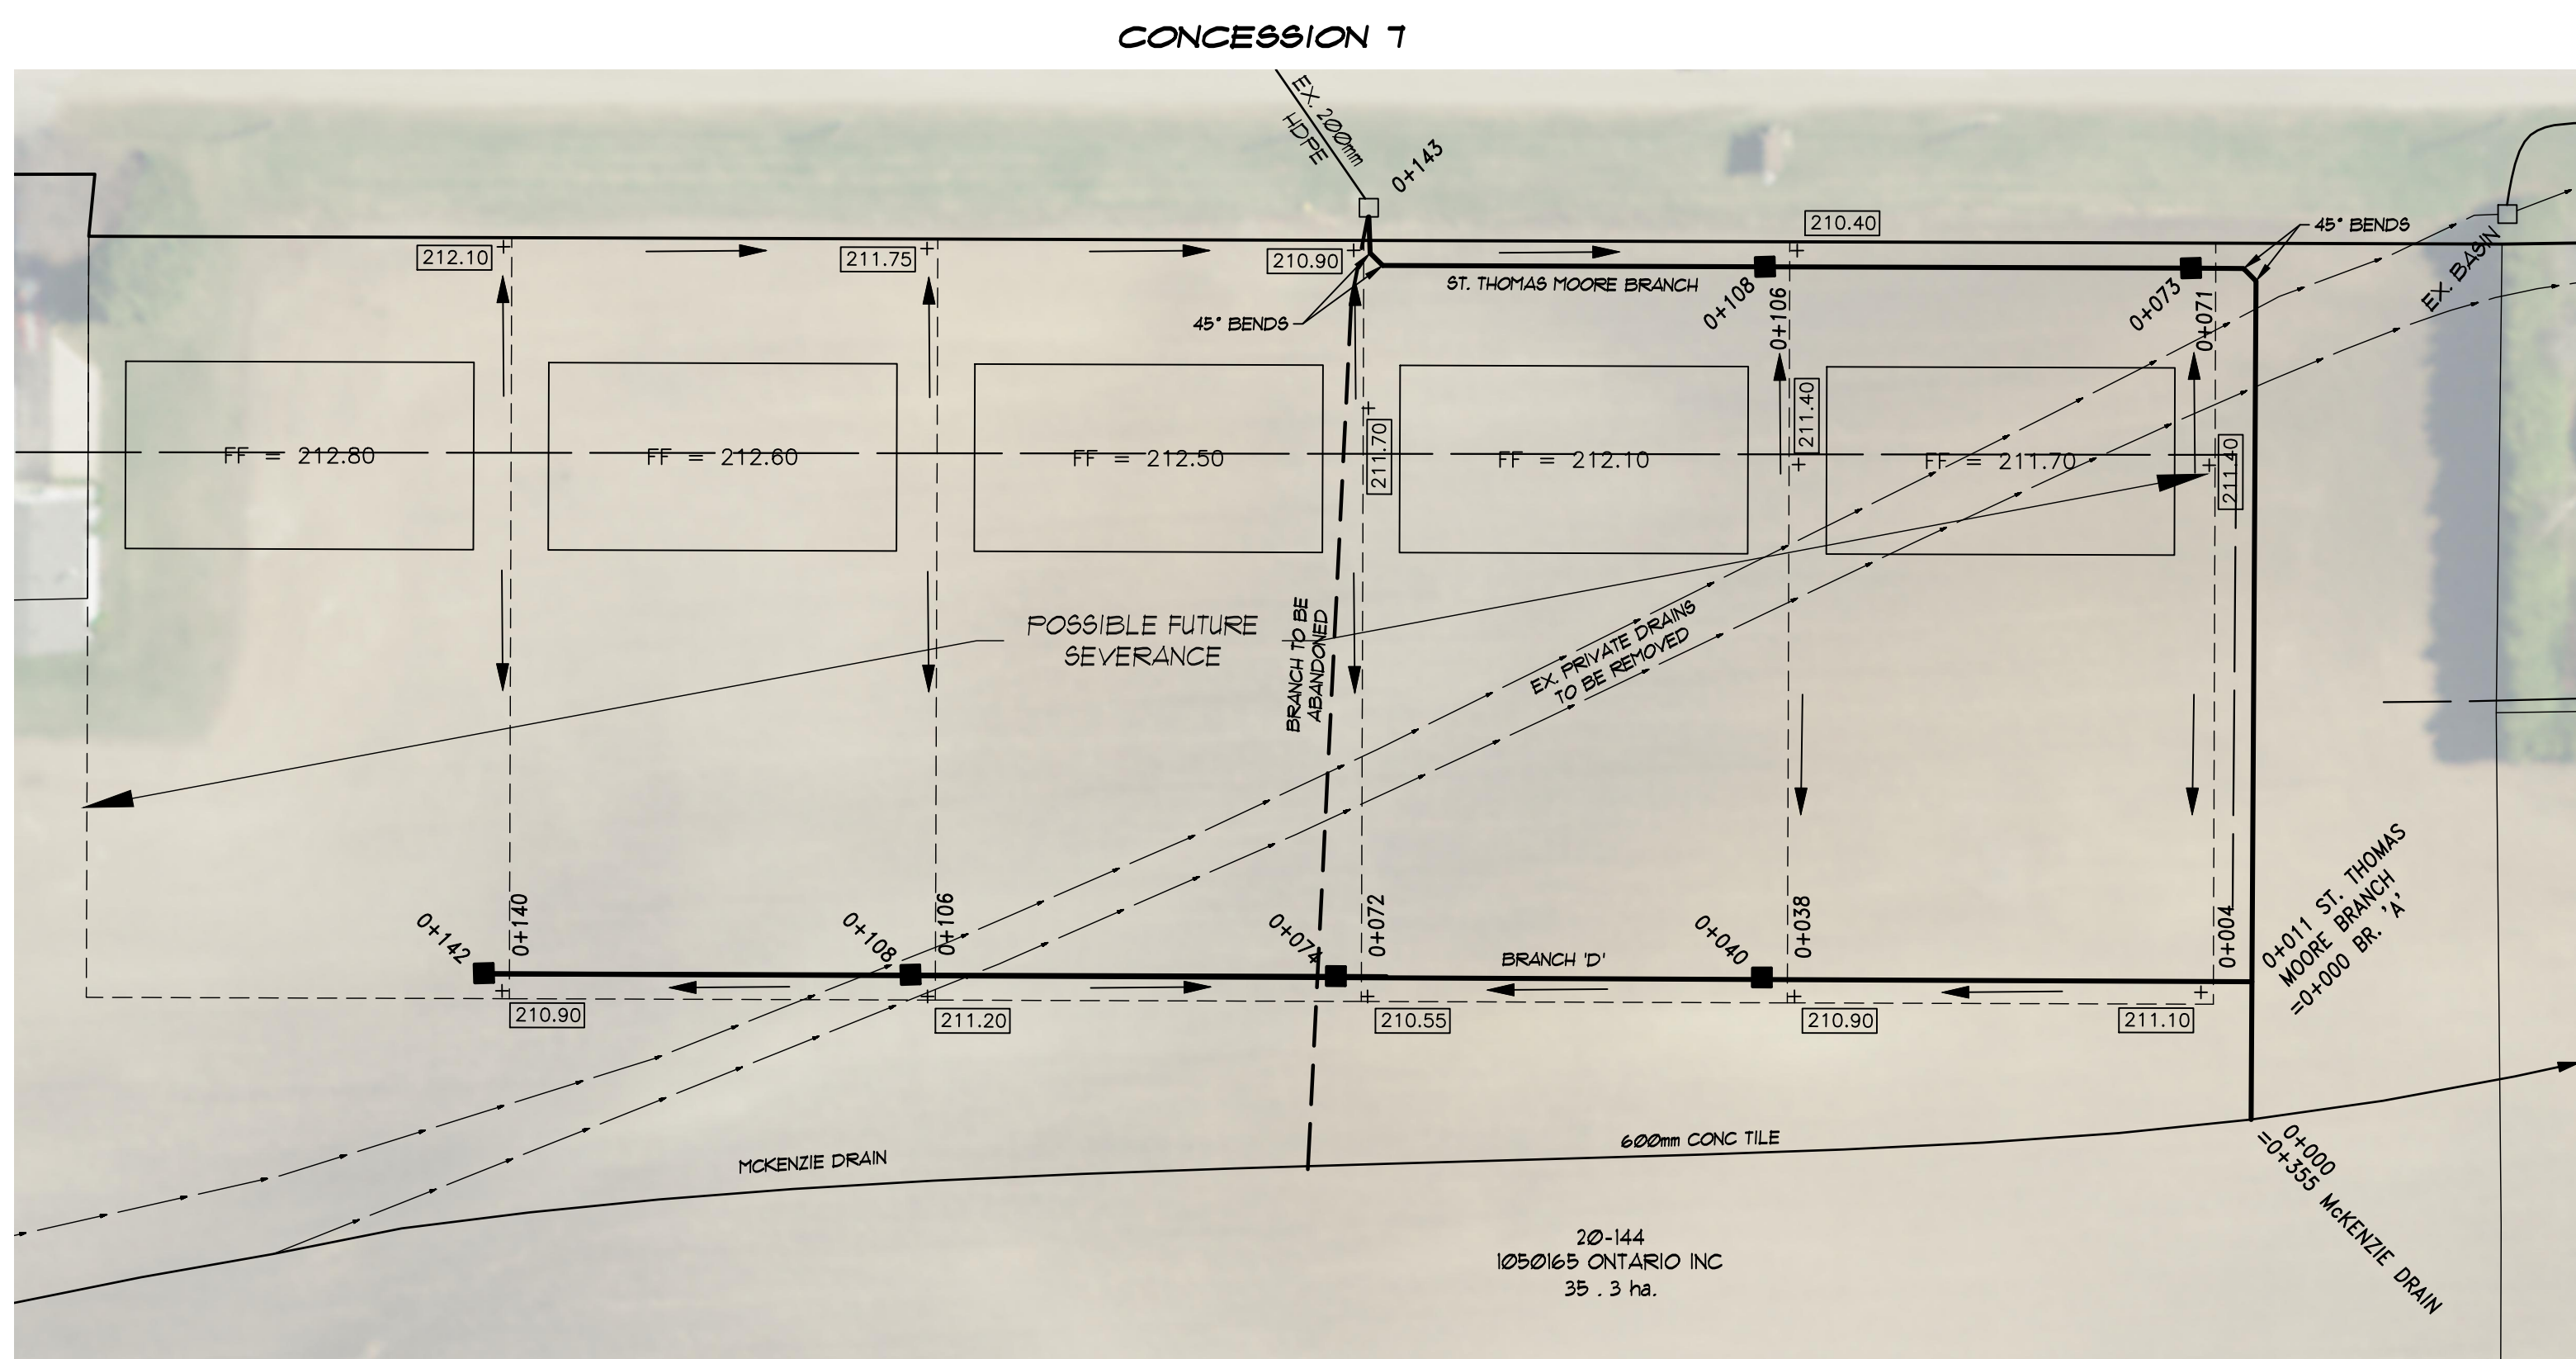 CONCESSION 7
EX. 200mm
HDPE
0+143
212.10
211.75
210.90
210.40
45° BENDS
EX. BASIN
ST. THOMAS MOORE BRANCH
45° BENDS
0+108
0+106
0+073
0+071
FF = 212.80
FF = 212.60
FF = 212.50
211.70
FF = 212.10
211.40
FF = 211.70
211.40
POSSIBLE FUTURE
SEVERANCE
BRANCH TO BE
ABANDONED
EX. PRIVATE DRAINS
TO BE REMOVED
0+142
0+140
0+108
0+106
0+074
0+072
BRANCH 'D'
0+040
0+038
0+004
0+011 ST. THOMAS
MOORE BRANCH
=0+000 BR. 'A'
210.90
211.20
210.55
210.90
211.10
MCKENZIE DRAIN
600mm CONC TILE
0+000
=0+355 McKENZIE DRAIN
20-144
1050165 ONTARIO INC
35 . 3 ha.